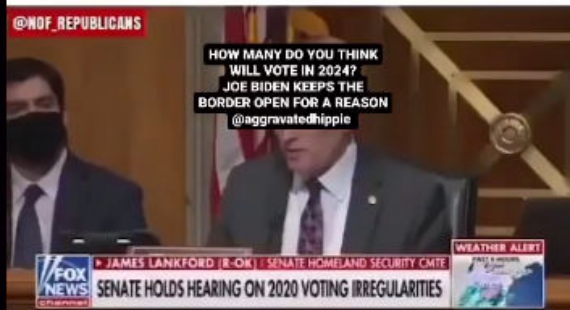 @NOF_REPUBLICANS
HOW MANY DO YOU THINK
WILL VOTE IN 2024?
JOE BIDEN KEEPS THE
BORDER OPEN FOR A REASON
@aggravatedhippie
WEATHER ALERT
JAMES LANKFORD (R-OK) SENATE HOMELAND SECURITY CMTE
FOX
NEWS
channel
SENATE HOLDS HEARING ON 2020 VOTING IRREGULARITIES